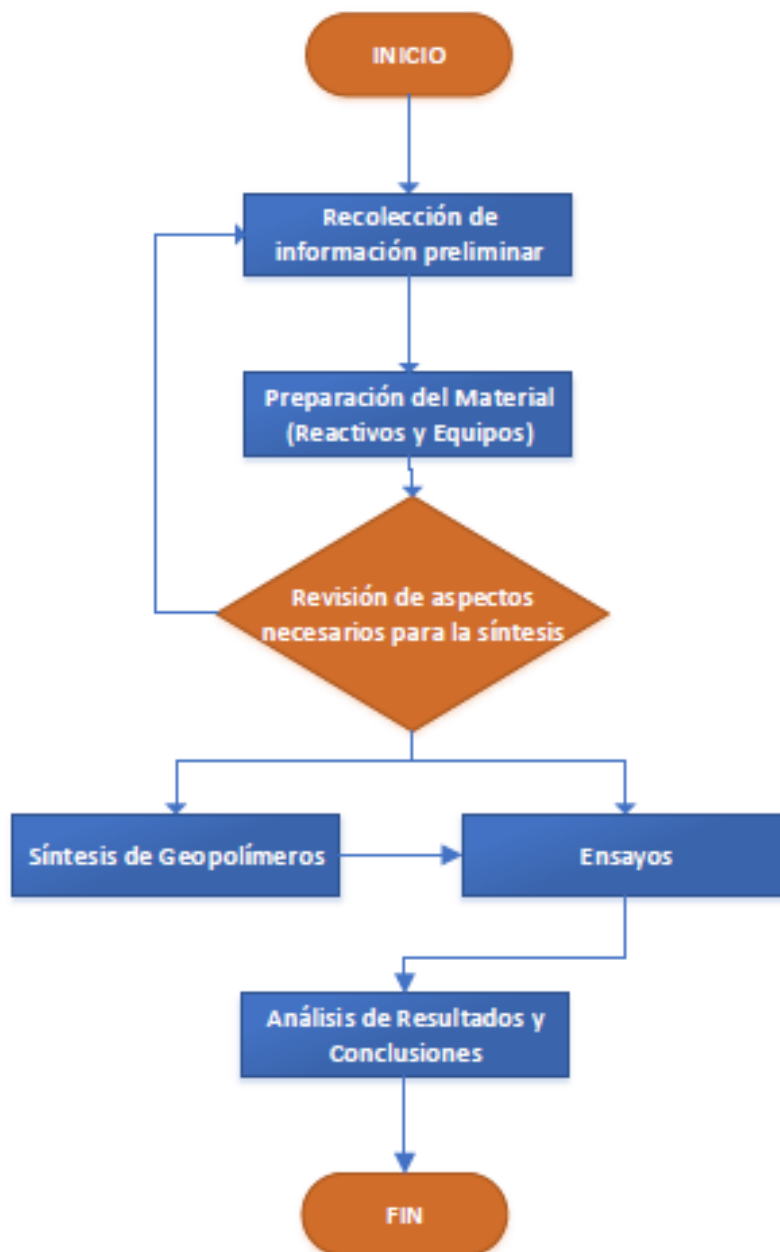 INICIO
Recolección de
información preliminar
Preparación del Material
(Reactivos y Equipos)
Revisión de aspectos
necesarios para la síntesis
Síntesis de Geopolímeros
Ensayos
Análisis de Resultados y
Conclusiones
FIN